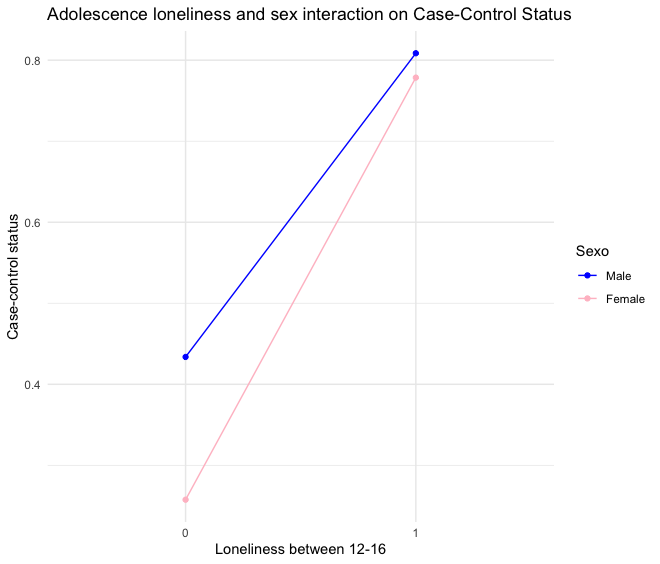 Adolescence loneliness and sex interaction on Case-Control Status
0.8
0.6
0.4
Case-control status
0
1
Loneliness between 12-16
Sexo
Male
Female